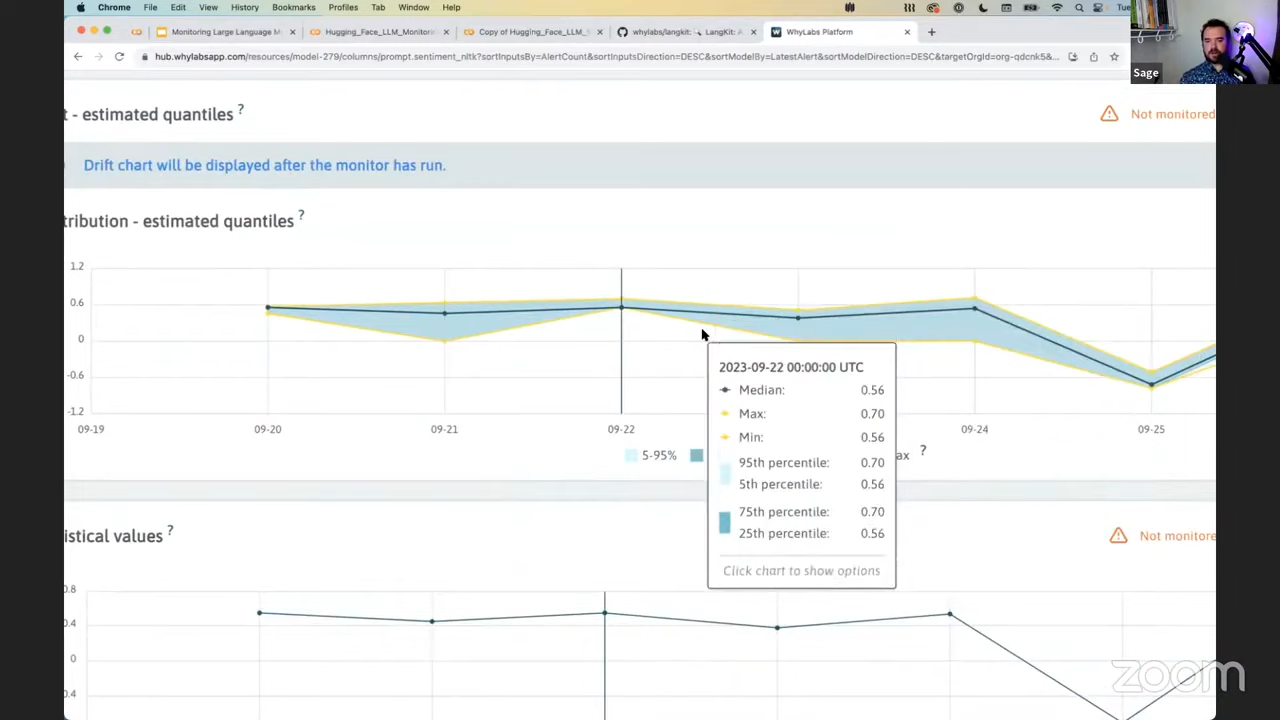 Chrome File Edit View History Bookmarks Profiles Tab Window Help Tue
Monitoring Large Language M Hugging_Face_LLM_Monitori Copy of Hugging_Face_LLM_ whylabs/langkit: LangKit: A WhyLabs Platform
hub.whylabsapp.com/resources/model-279/columns/prompt.sentiment_nltk?sortInputsBy=AlertCount&sortInputsDirection=DESC&sortModelBy=LatestAlert&sortModelDirection=DESC&targetOrgId=org-qdcnk5&...
Sage
t - estimated quantiles ? Not monitored
Drift chart will be displayed after the monitor has run.
tribution - estimated quantiles ?
1.2
0.6
0
-0.6
-1.2
09-19 09-20 09-21 09-22 09-24 09-25
5-95% ax ?
2023-09-22 00:00:00 UTC
Median: 0.56
Max: 0.70
Min: 0.56
95th percentile: 0.70
5th percentile: 0.56
75th percentile: 0.70
25th percentile: 0.56
Click chart to show options
istical values ? Not monitore
0.8
0.4
0
0.4
zoom